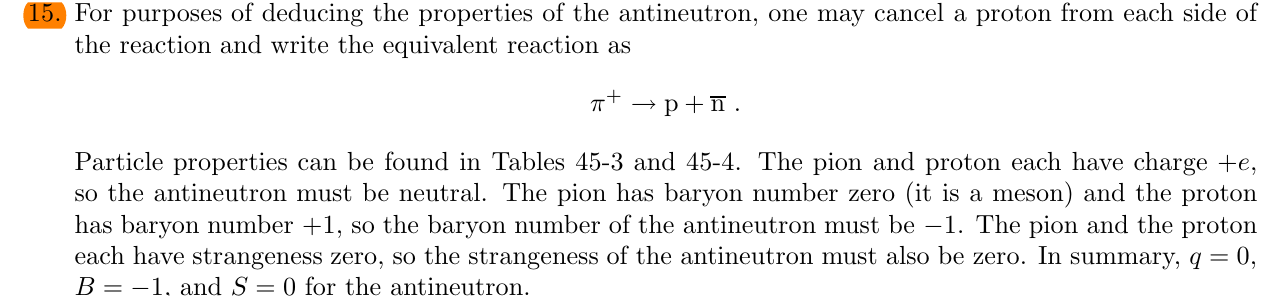 15. For purposes of deducing the properties of the antineutron, one may cancel a proton from each side of
the reaction and write the equivalent reaction as
π⁺ → p + n̅ .
Particle properties can be found in Tables 45-3 and 45-4. The pion and proton each have charge +e,
so the antineutron must be neutral. The pion has baryon number zero (it is a meson) and the proton
has baryon number +1, so the baryon number of the antineutron must be −1. The pion and the proton
each have strangeness zero, so the strangeness of the antineutron must also be zero. In summary, q = 0,
B = −1, and S = 0 for the antineutron.